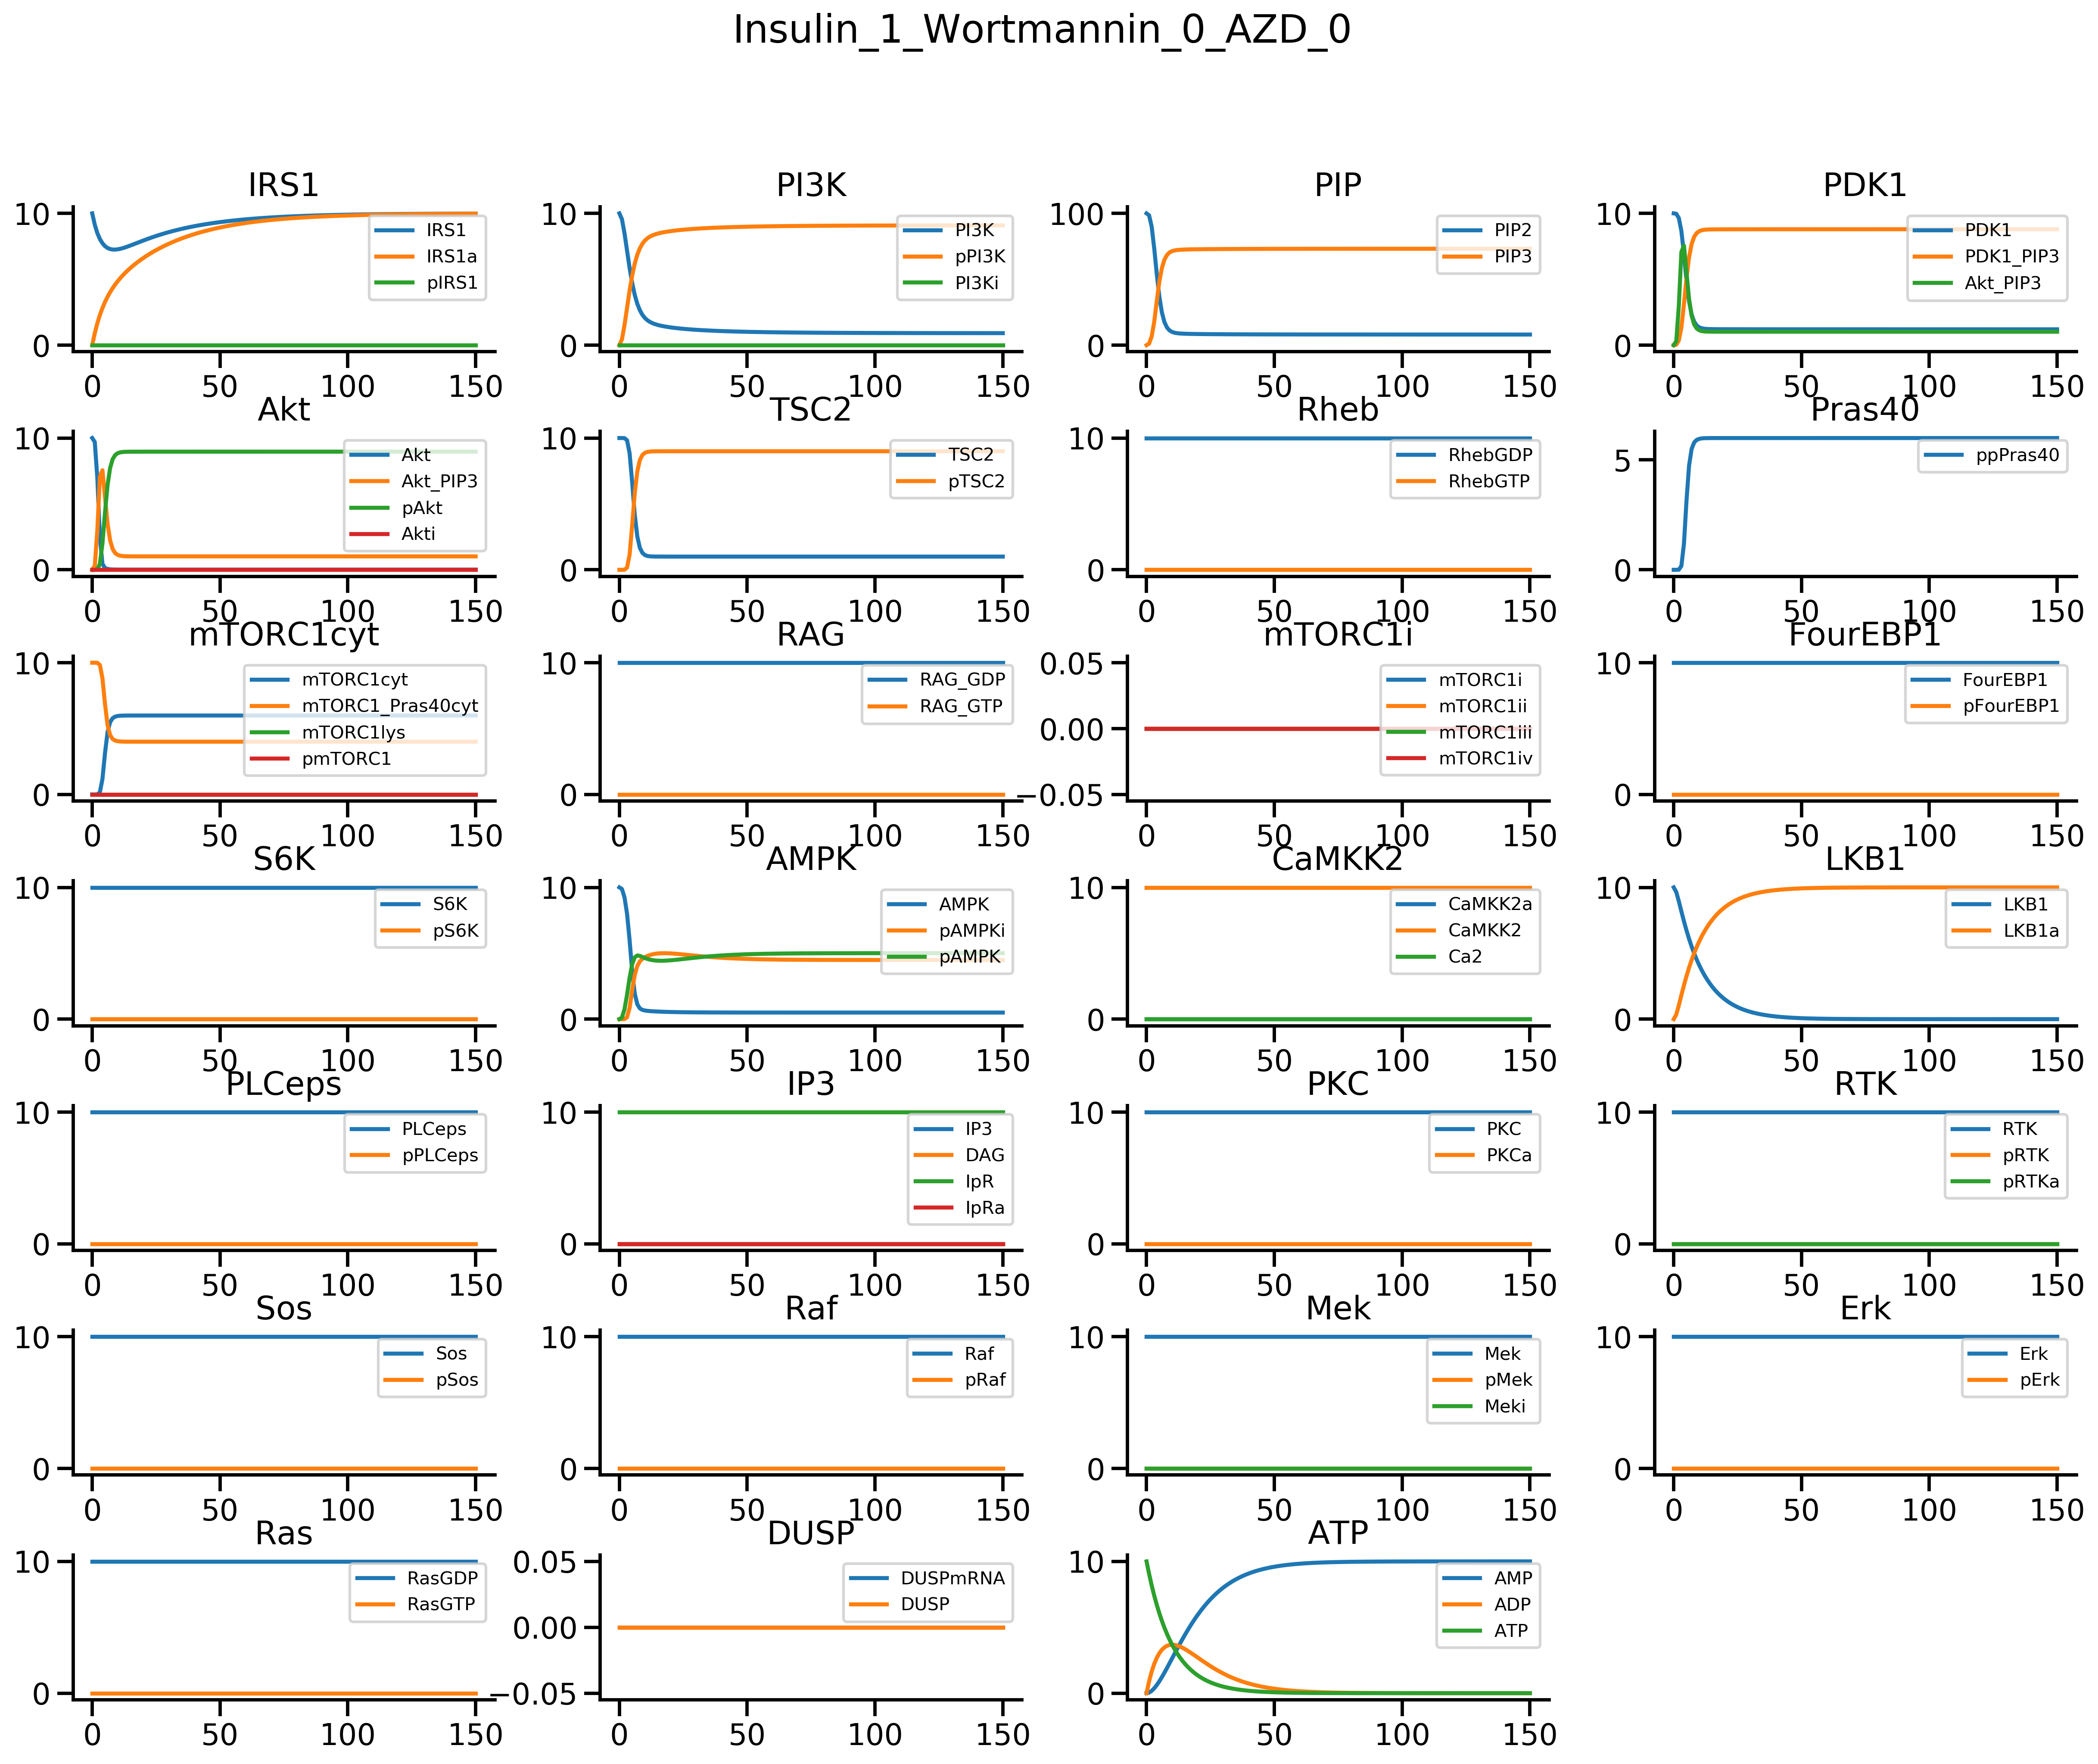 Insulin_1_Wortmannin_0_AZD_0
IRS1
10
0
0 50 100 150
IRS1
IRS1a
pIRS1
PI3K
10
0
0 50 100 150
PI3K
pPI3K
PI3Ki
PIP
100
0
0 50 100 150
PIP2
PIP3
PDK1
10
0
0 50 100 150
PDK1
PDK1_PIP3
Akt_PIP3
Akt
10
0
0 50 100 150
Akt
Akt_PIP3
pAkt
Akti
TSC2
10
0
0 50 100 150
TSC2
pTSC2
Rheb
10
0
0 50 100 150
RhebGDP
RhebGTP
Pras40
5
0
0 50 100 150
ppPras40
mTORC1cyt
10
0
0 50 100 150
mTORC1cyt
mTORC1_Pras40cyt
mTORC1lys
pmTORC1
RAG
10
0
0 50 100 150
RAG_GDP
RAG_GTP
mTORC1i
0.05
0.00
−0.05
0 50 100 150
mTORC1i
mTORC1ii
mTORC1iii
mTORC1iv
FourEBP1
10
0
0 50 100 150
FourEBP1
pFourEBP1
S6K
10
0
0 50 100 150
S6K
pS6K
AMPK
10
0
0 50 100 150
AMPK
pAMPKi
pAMPK
CaMKK2
10
0
0 50 100 150
CaMKK2a
CaMKK2
Ca2
LKB1
10
0
0 50 100 150
LKB1
LKB1a
PLCeps
10
0
0 50 100 150
PLCeps
pPLCeps
IP3
10
0
0 50 100 150
IP3
DAG
IpR
IpRa
PKC
10
0
0 50 100 150
PKC
PKCa
RTK
10
0
0 50 100 150
RTK
pRTK
pRTKa
Sos
10
0
0 50 100 150
Sos
pSos
Raf
10
0
0 50 100 150
Raf
pRaf
Mek
10
0
0 50 100 150
Mek
pMek
Meki
Erk
10
0
0 50 100 150
Erk
pErk
Ras
10
0
0 50 100 150
RasGDP
RasGTP
DUSP
0.05
0.00
−0.05
0 50 100 150
DUSPmRNA
DUSP
ATP
10
0
0 50 100 150
AMP
ADP
ATP